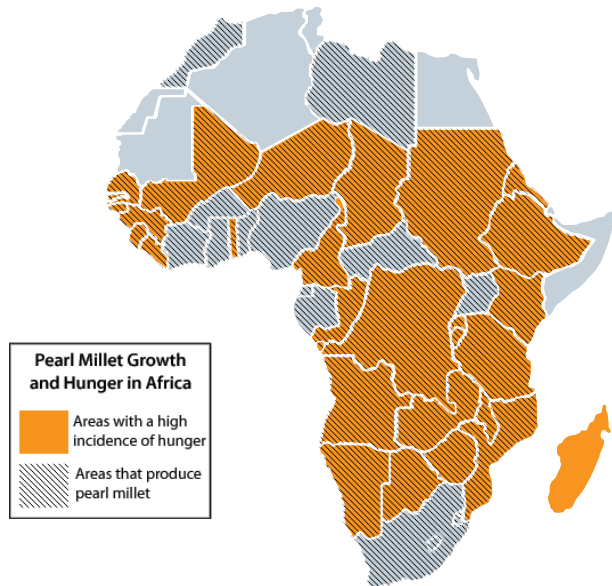 Pearl Millet Growth
and Hunger in Africa
Areas with a high
incidence of hunger
Areas that produce
pearl millet